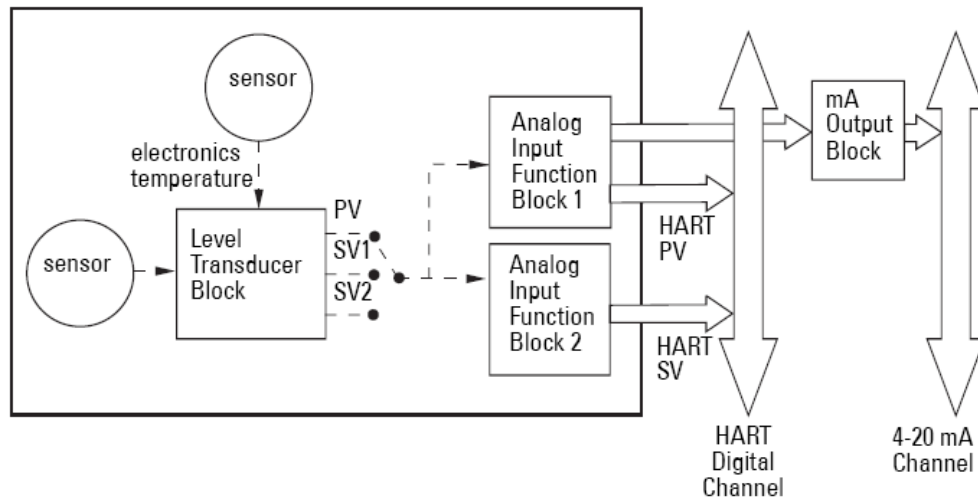 sensor
electronics
temperature
sensor
Level
Transducer
Block
PV
SV1
SV2
Analog
Input
Function
Block 1
Analog
Input
Function
Block 2
HART
PV
HART
SV
mA
Output
Block
HART
Digital
Channel
4-20 mA
Channel